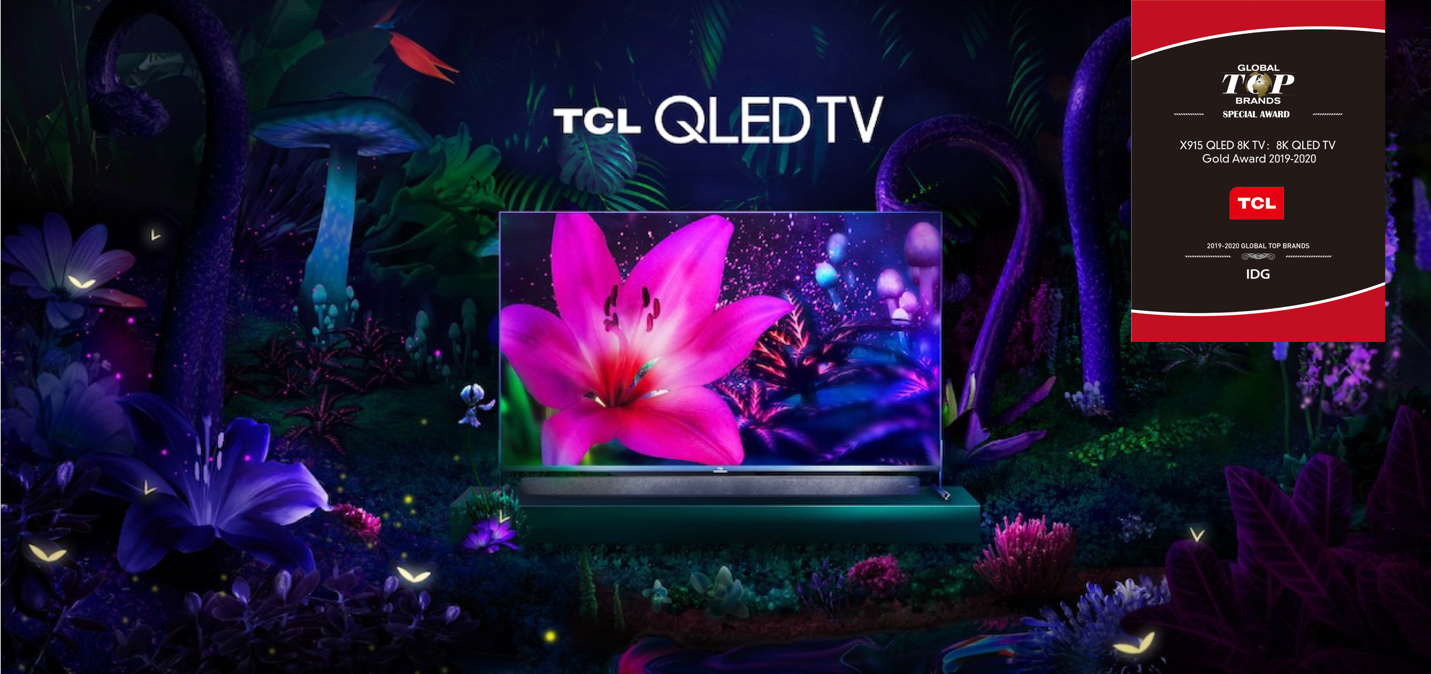 TCL QLED TV
GLOBAL
TOP
BRANDS
SPECIAL AWARD
X915 QLED 8K TV: 8K QLED TV
Gold Award 2019-2020
TCL
2019-2020 GLOBAL TOP BRANDS
IDG